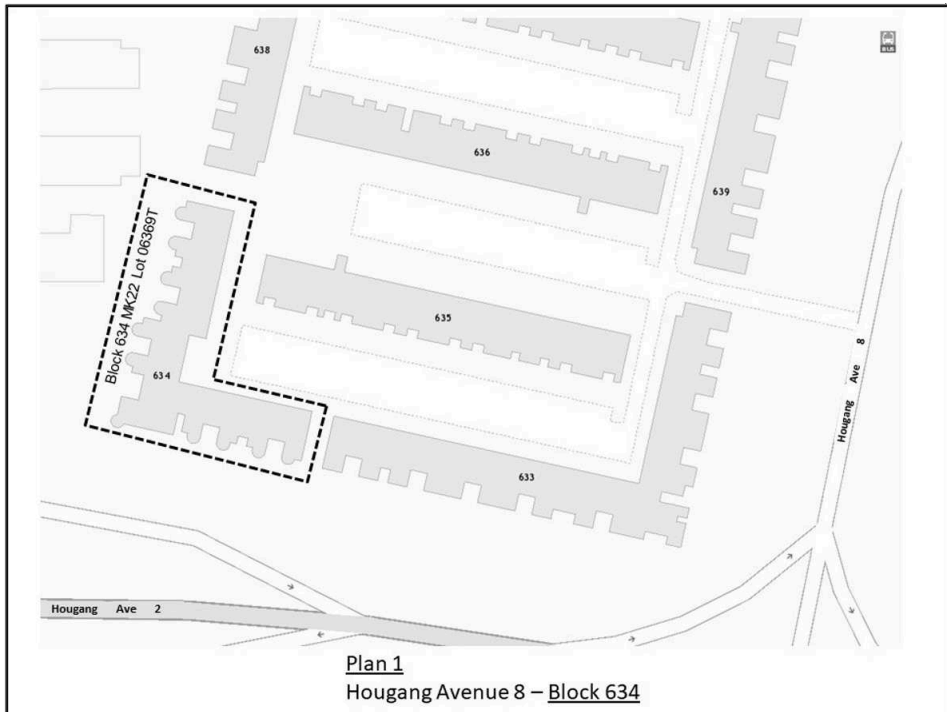 638
636
639
Block 634 MK22 Lot 06369T
635
634
633
Hougang Ave 8
Hougang Ave 2
Plan 1
Hougang Avenue 8 – Block 634